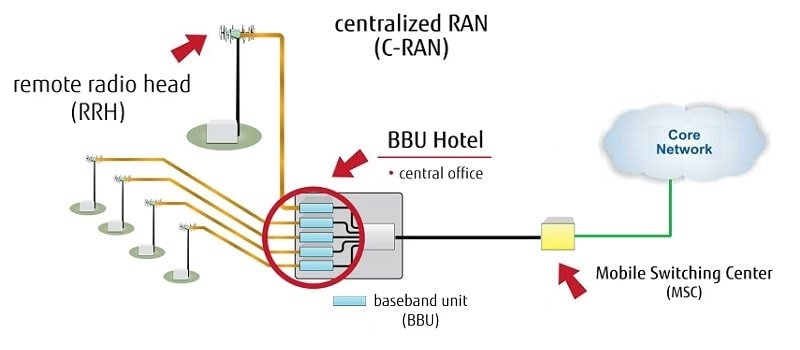 centralized RAN
(C-RAN)
remote radio head
(RRH)
BBU Hotel
• central office
Core
Network
Mobile Switching Center
(MSC)
baseband unit
(BBU)